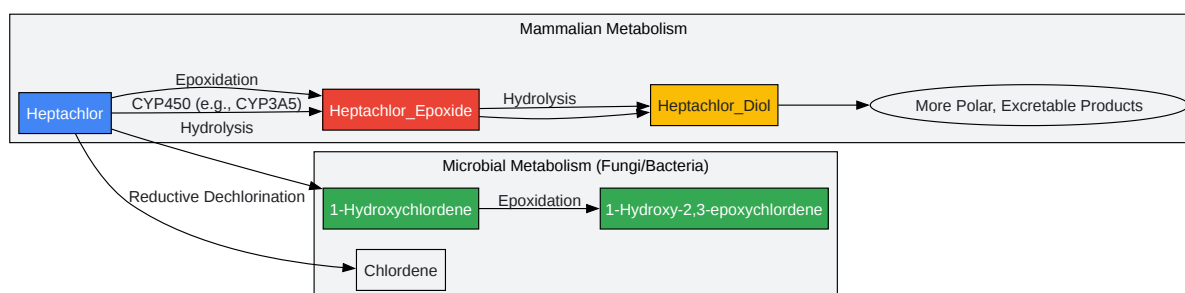 Mammalian Metabolism
Epoxidation
CYP450 (e.g., CYP3A5)
Heptachlor
Heptachlor_Epoxide
Hydrolysis
Heptachlor_Diol
More Polar, Excretable Products
Hydrolysis
Microbial Metabolism (Fungi/Bacteria)
Reductive Dechlorination
1-Hydroxychlordene
Epoxidation
1-Hydroxy-2,3-epoxychlordene
Chlordene